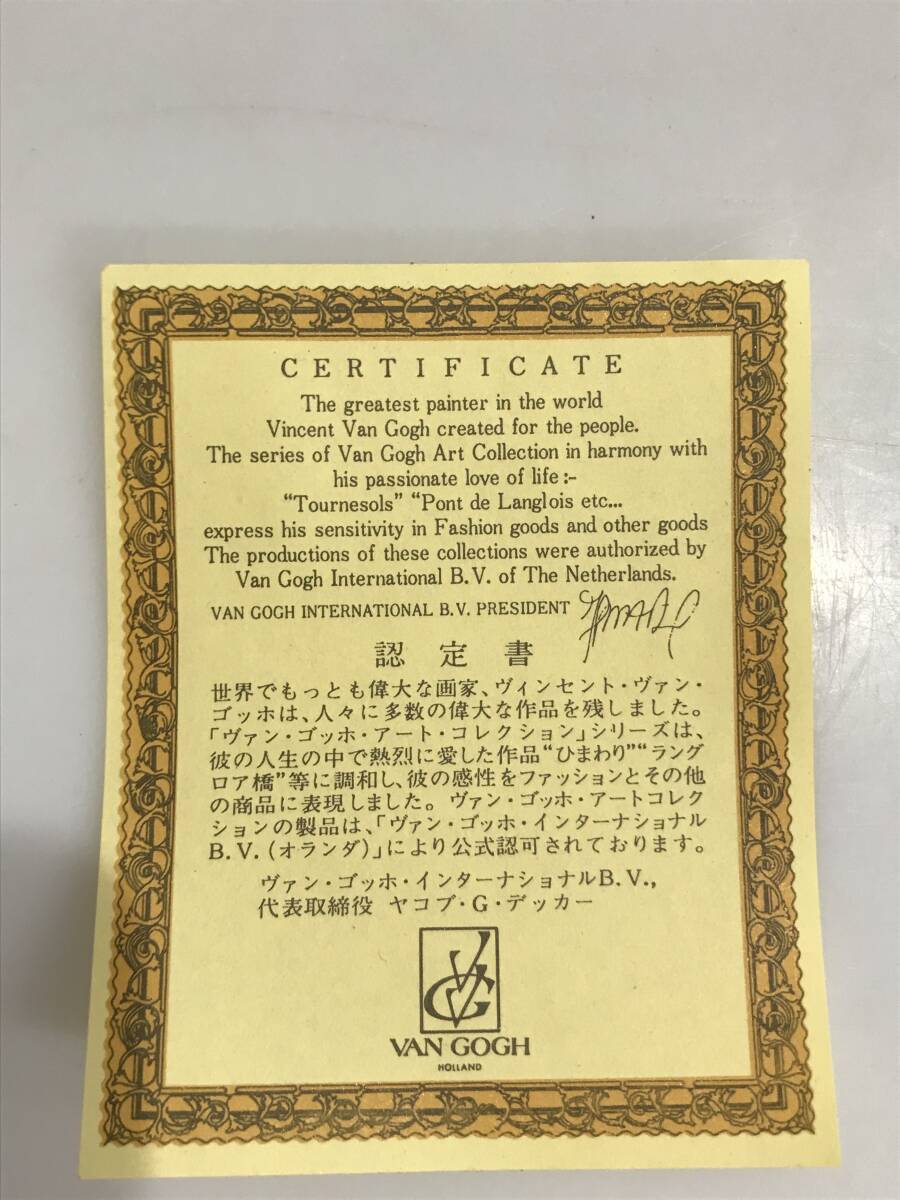 CERTIFICATE
The greatest painter in the world
Vincent Van Gogh created for the people.
The series of Van Gogh Art Collection in harmony with
his passionate love of life :-
“Tournesols” “Pont de Langlois etc...
express his sensitivity in Fashion goods and other goods
The productions of these collections were authorized by
Van Gogh International B.V. of The Netherlands.
VAN GOGH INTERNATIONAL B.V. PRESIDENT
認定書
世界でもっとも偉大な画家、ヴィンセント・ヴァン・
ゴッホは、人々に多数の偉大な作品を残しました。
「ヴァン・ゴッホ・アート・コレクション」シリーズは、
彼の人生の中で熱烈に愛した作品“ひまわり”“ラング
ロア橋”等に調和し、彼の感性をファッションとその他
の商品に表現しました。ヴァン・ゴッホ・アートコレク
ションの製品は、「ヴァン・ゴッホ・インターナショナル
B.V.(オランダ)」により公式認可されております。
ヴァン・ゴッホ・インターナショナルB.V.,
代表取締役 ヤコブ・G・デッカー
VG
VAN GOGH
HOLLAND